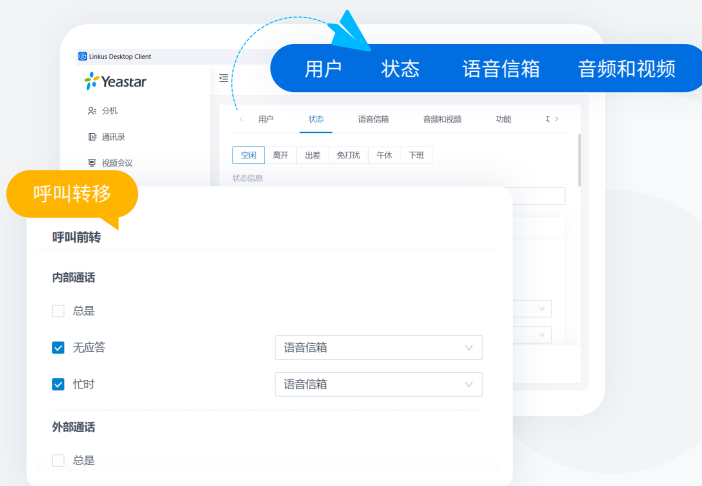 Linkus Desktop Client
用户 状态 语音信箱 音频和视频
Yeastar
分机
通讯录
视频会议
用户 状态 语音信箱 音频和视频 功能
空闲 离开 出差 免打扰 午休 下班
状态信息
呼叫转移
呼叫前转
内部通话
总是
无应答 语音信箱
忙时 语音信箱
外部通话
总是